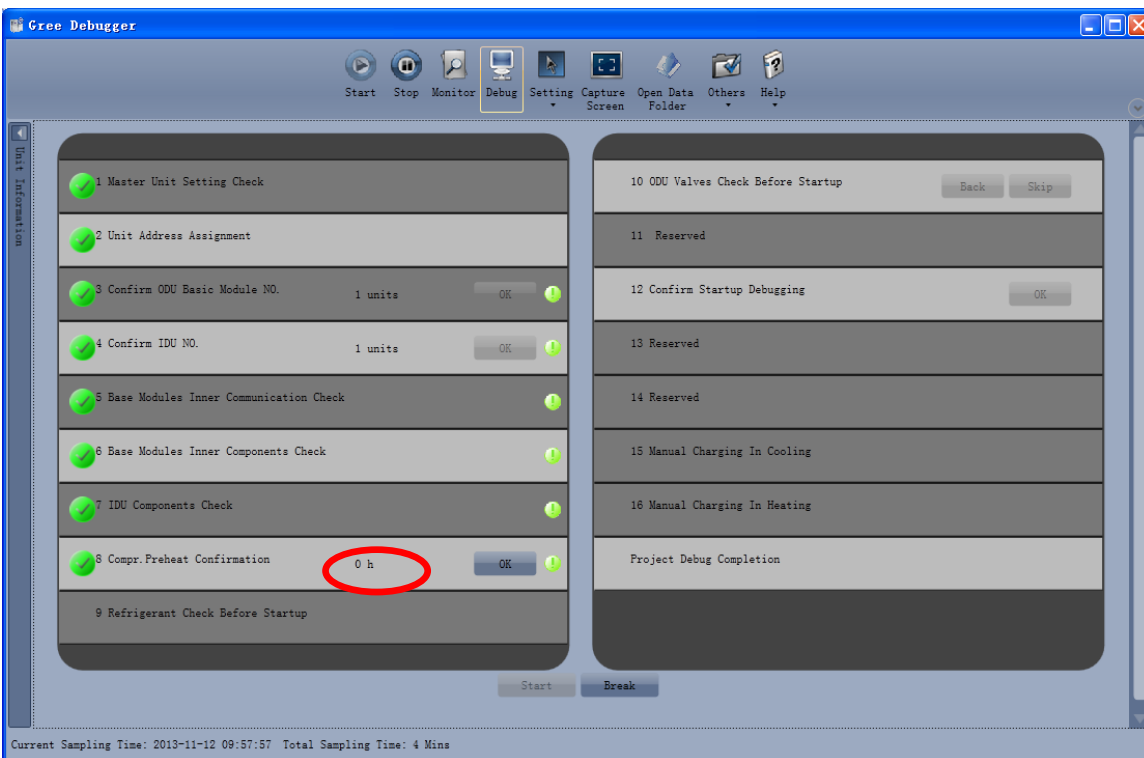 Gree Debugger
Start Stop Monitor Debug Setting Capture Screen Open Data Folder Others Help
Unit Information
1 Master Unit Setting Check
2 Unit Address Assignment
3 Confirm ODU Basic Module NO. 1 units OK
4 Confirm IDU NO. 1 units OK
5 Base Modules Inner Communication Check
6 Base Modules Inner Components Check
7 IDU Components Check
8 Compr.Preheat Confirmation 0 h OK
9 Refrigerant Check Before Startup
10 ODU Valves Check Before Startup Back Skip
11 Reserved
12 Confirm Startup Debugging OK
13 Reserved
14 Reserved
15 Manual Charging In Cooling
16 Manual Charging In Heating
Project Debug Completion
Start Break
Current Sampling Time: 2013-11-12 09:57:57 Total Sampling Time: 4 Mins